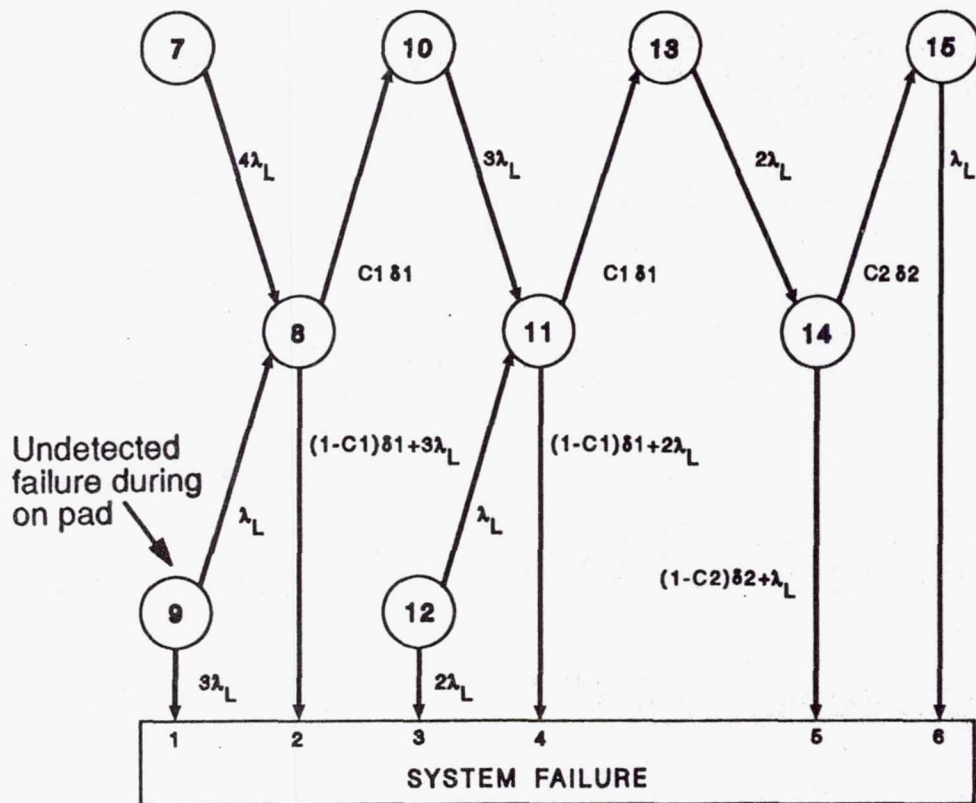 7
10
13
15
4λL
3λL
2λL
λL
C1 δ1
C1 δ1
C2 δ2
8
11
14
Undetected
failure during
on pad
(1-C1)δ1+3λL
(1-C1)δ1+2λL
λL
λL
(1-C2)δ2+λL
9
12
3λL
2λL
1
2
3
4
5
6
SYSTEM FAILURE